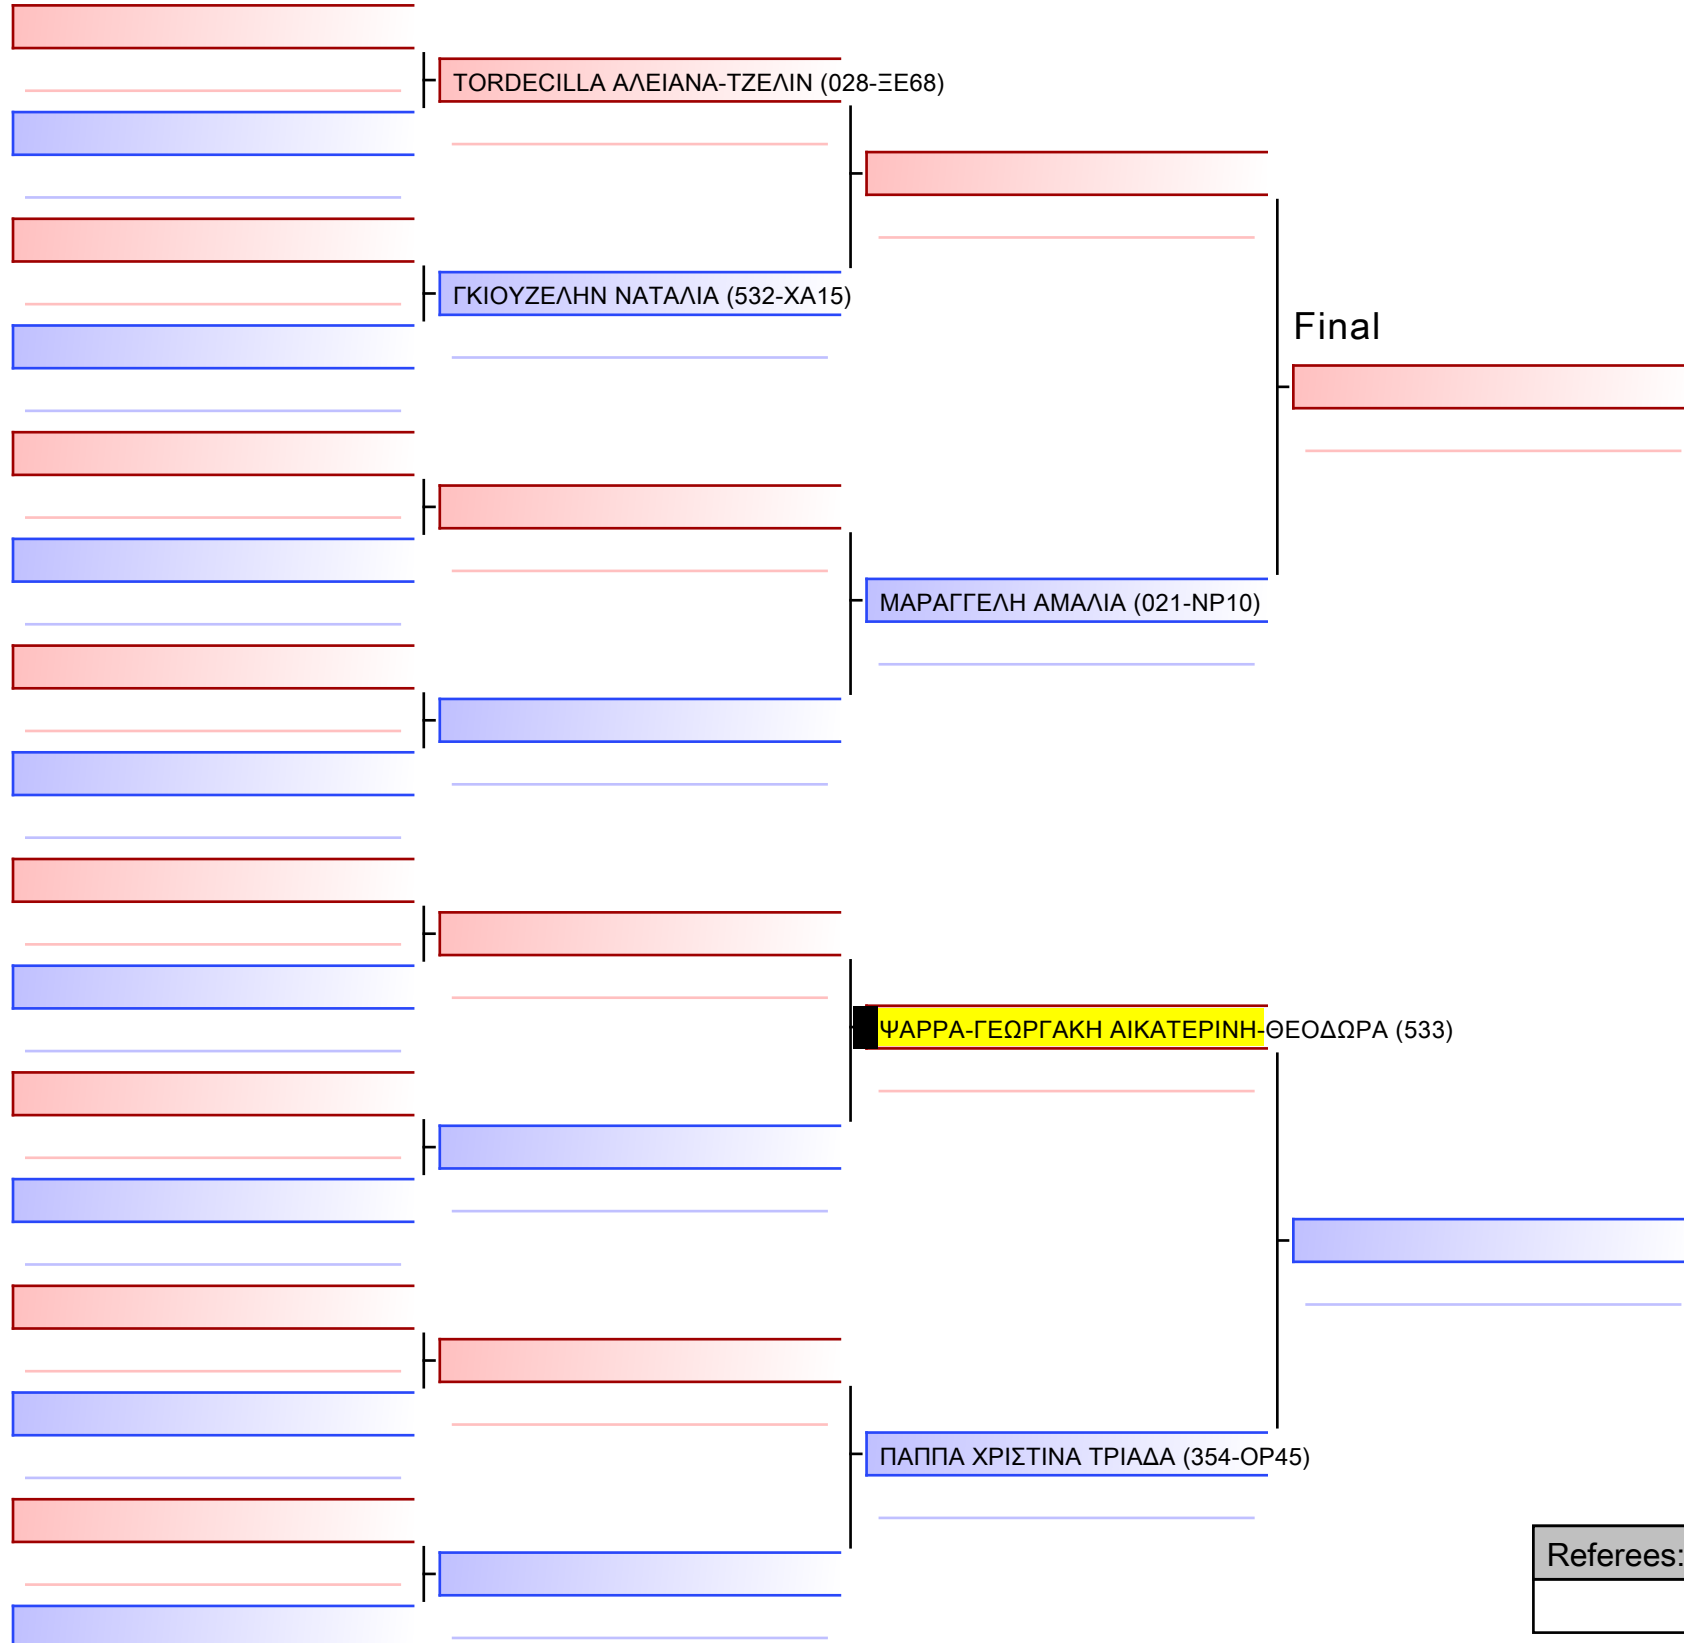 TORDECILLA ΑΛΕΙΑΝΑ-ΤΖΕΛΙΝ (028-ΞΕ68)
ΓΚΙΟΥΖΕΛΗΝ ΝΑΤΑΛΙΑ (532-ΧΑ15)
Final
ΜΑΡΑΓΓΕΛΗ ΑΜΑΛΙΑ (021-ΝΡ10)
ΨΑΡΡΑ-ΓΕΩΡΓΑΚΗ ΑΙΚΑΤΕΡΙΝΗ-ΘΕΟΔΩΡΑ (533)
ΠΑΠΠΑ ΧΡΙΣΤΙΝΑ ΤΡΙΑΔΑ (354-ΟΡ45)
Referees: